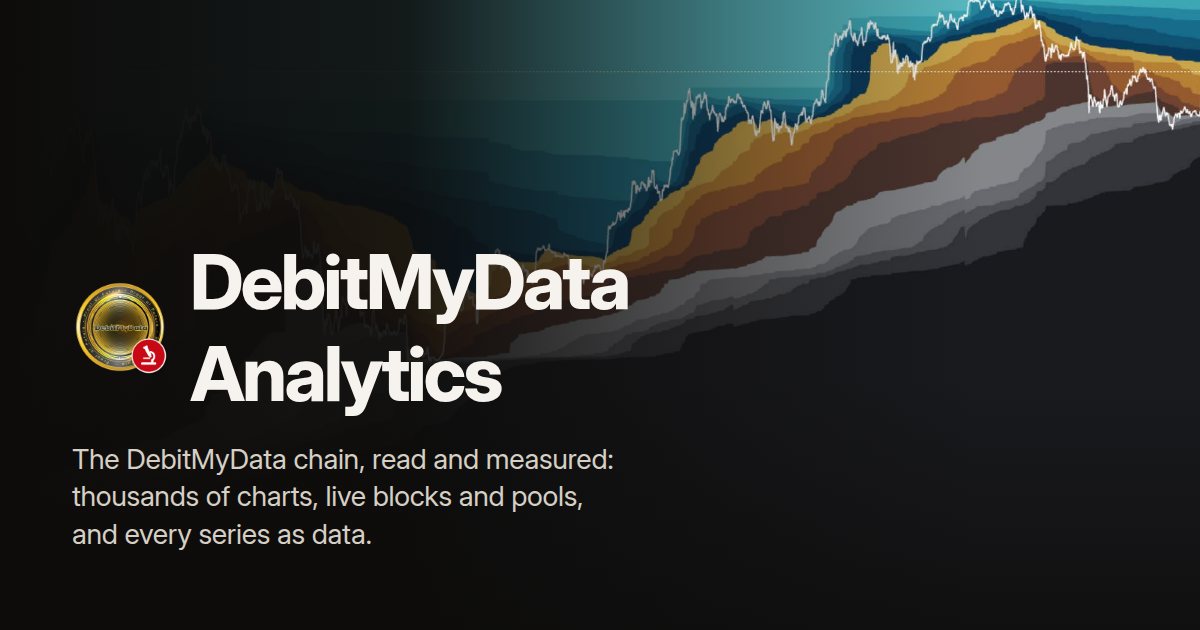 DebitMyData
Analytics
DebitMyData
The DebitMyData chain, read and measured:
thousands of charts, live blocks and pools,
and every series as data.